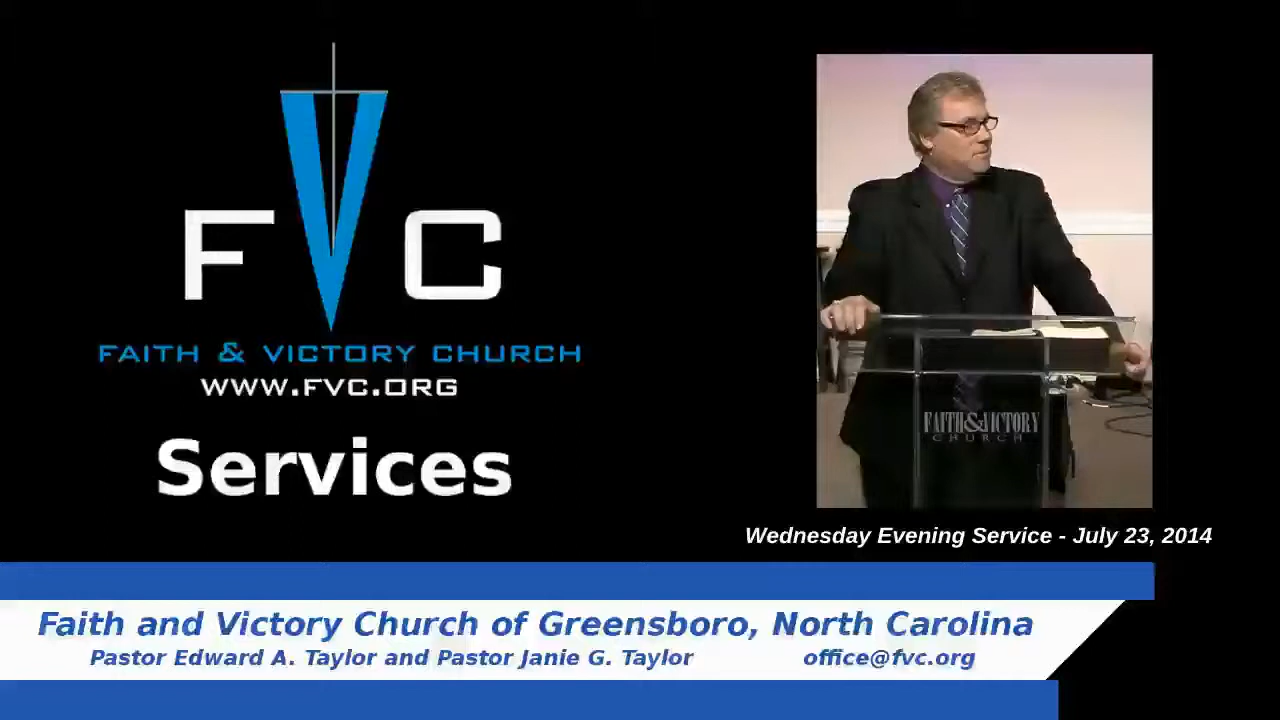 F V C
FAITH & VICTORY CHURCH
WWW.FVC.ORG
Services
FAITH&VICTORY
CHURCH
Wednesday Evening Service - July 23, 2014
Faith and Victory Church of Greensboro, North Carolina
Pastor Edward A. Taylor and Pastor Janie G. Taylor office@fvc.org